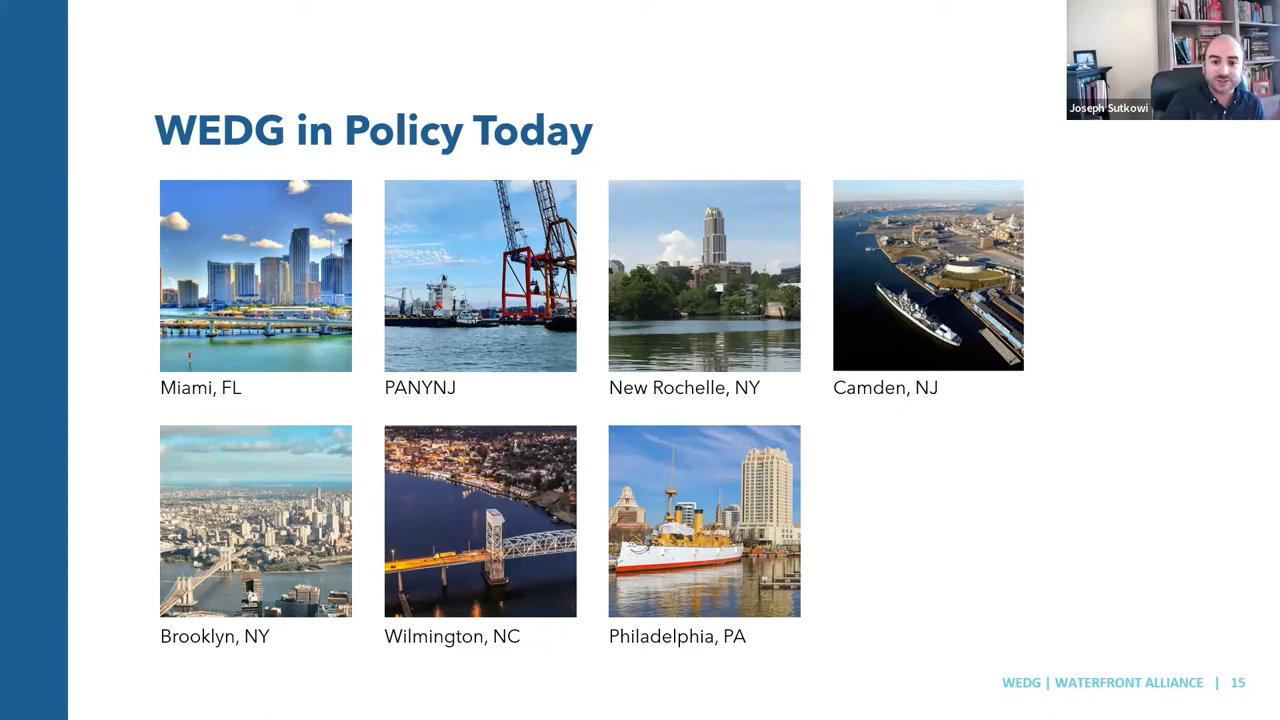 Joseph Sutkowi
WEDG in Policy Today
Miami, FL
PANYNJ
New Rochelle, NY
Camden, NJ
Brooklyn, NY
Wilmington, NC
Philadelphia, PA
WEDG | WATERFRONT ALLIANCE | 15